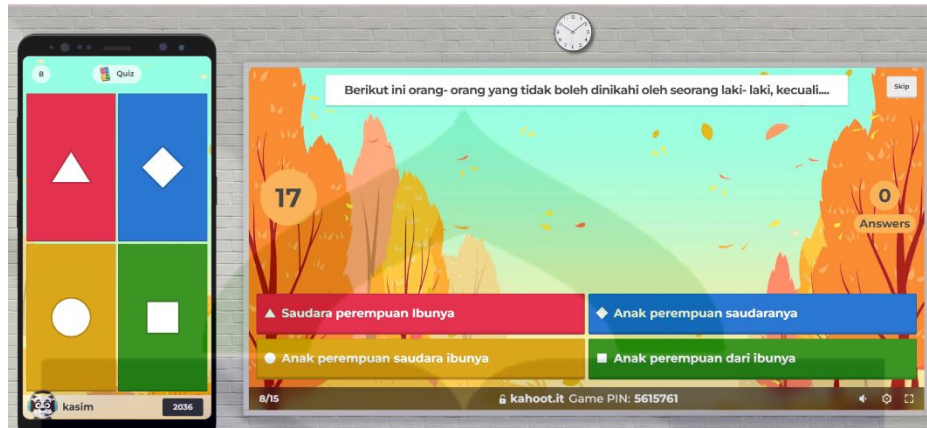 8
Quiz
kasim
2036
Berikut ini orang- orang yang tidak boleh dinikahi oleh seorang laki- laki, kecuali....
Skip
17
0
Answers
Saudara perempuan Ibunya
Anak perempuan saudaranya
Anak perempuan saudara ibunya
Anak perempuan dari ibunya
8/15
kahoot.it Game PIN: 5615761